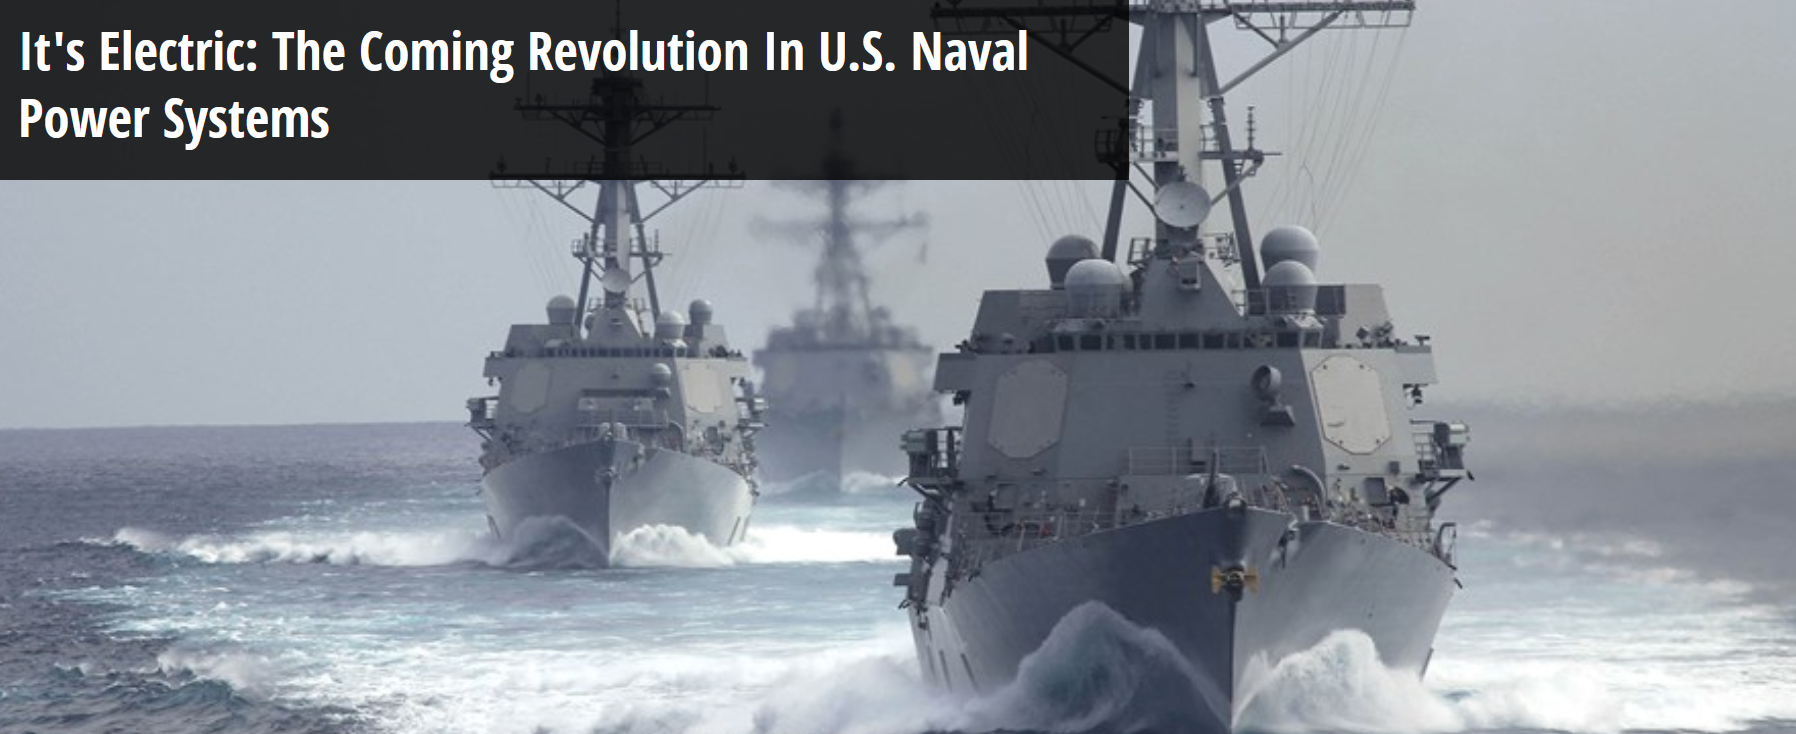 It's Electric: The Coming Revolution In U.S. Naval
Power Systems